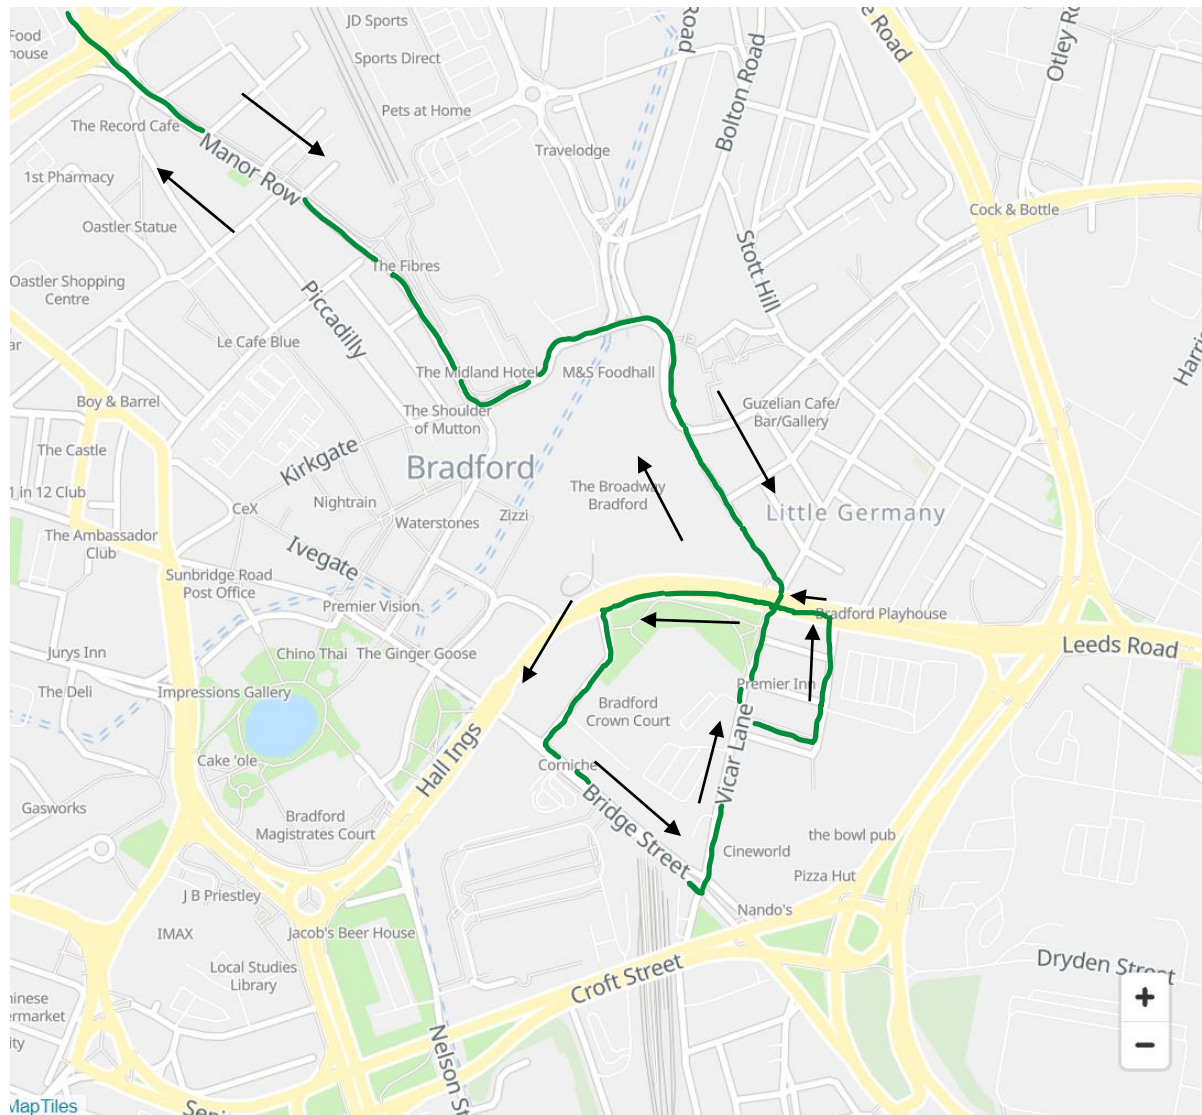 Food
house
JD Sports
Sports Direct
Road
e Road
Bolton Road
Otley Ro
Pets at Home
The Record Cafe
Manor Row
Travelodge
1st Pharmacy
Oastler Statue
Cock & Bottle
Stott Hill
The Fibres
Oastler Shopping
Centre
Piccadilly
Harris
ar
Le Cafe Blue
The Midland Hotel
M&S Foodhall
Boy & Barrel
The Shoulder
of Mutton
Guzelian Cafe/
Bar/Gallery
The Castle
Kirkgate
Bradford
1 in 12 Club
Nightrain
The Broadway
Bradford
CeX
Waterstones
Zizzi
Little Germany
The Ambassador
Club
Ivegate
Sunbridge Road
Post Office
Premier Vision
Bradford Playhouse
Jurys Inn
Chino Thai
The Ginger Goose
Leeds Road
The Deli
Impressions Gallery
Premier Inn
Bradford
Crown Court
Vicar Lane
Hall Ings
Cake 'ole
Corniche
Gasworks
Bradford
Magistrates Court
Bridge Street
the bowl pub
Cineworld
Pizza Hut
J B Priestley
Nando's
IMAX
Jacob's Beer House
Local Studies
Library
Croft Street
Dryden Street
hinese
ermarket
ity
Nelson St
+
−
MapTiles